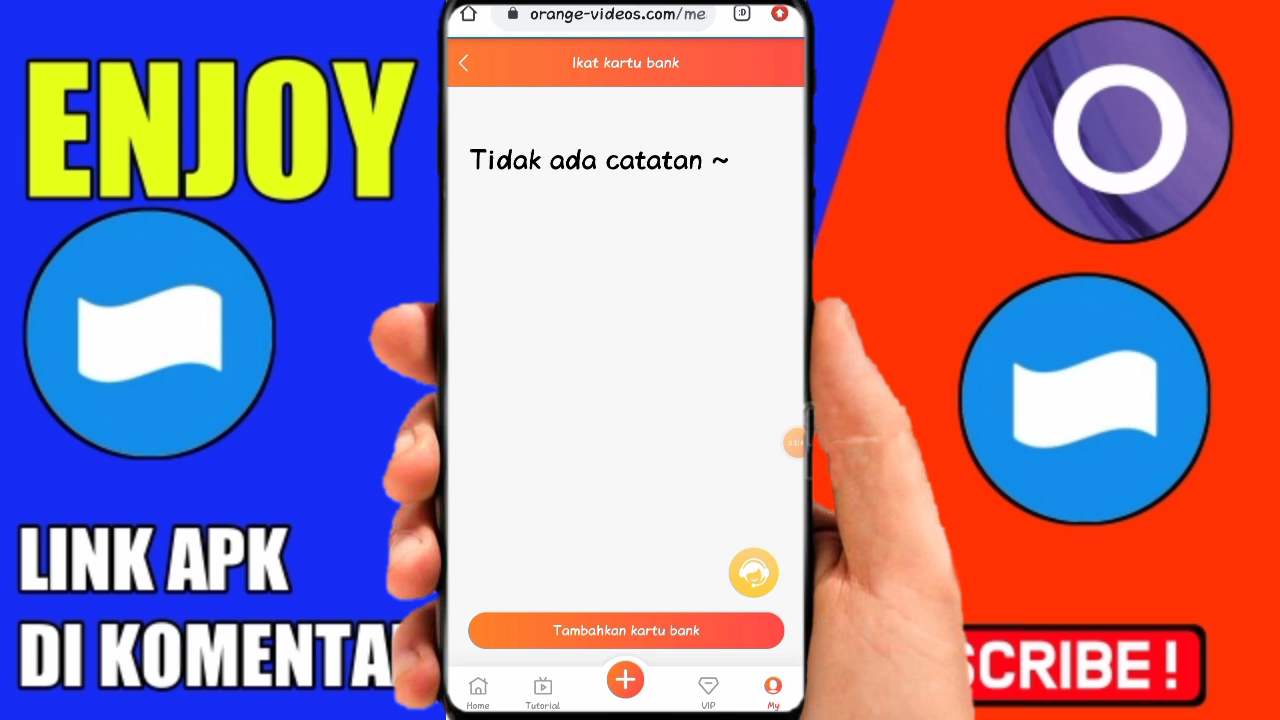 ENJOY
LINK APK
DI KOMENTA
orange-videos.com/me
:D
Ikat kartu bank
Tidak ada catatan ~
Tambahkan kartu bank
Home
Tutorial
VIP
My
SCRIBE!